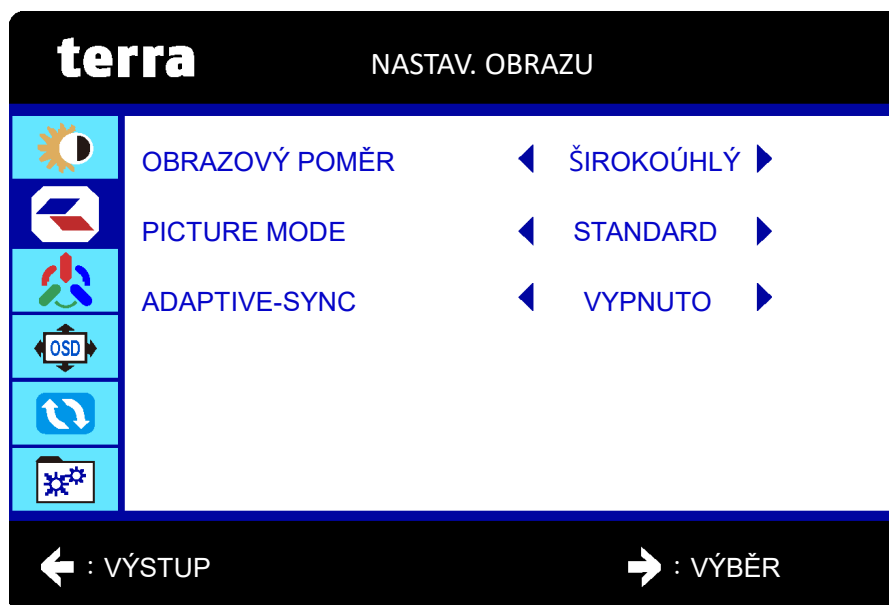 terra
NASTAV. OBRAZU
OBRAZOVÝ POMĚR ŠIROKOÚHLÝ
PICTURE MODE STANDARD
ADAPTIVE-SYNC VYPNUTO
OSD
: VÝSTUP : VÝBĚR